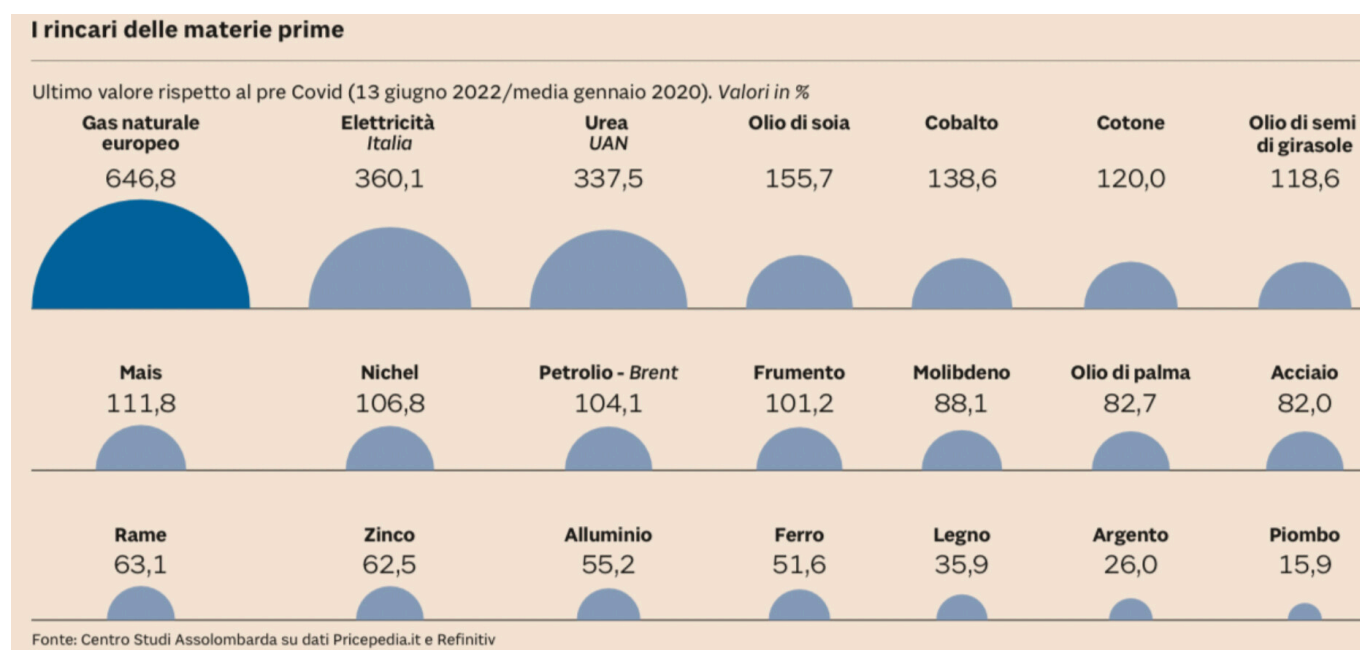 I rincari delle materie prime
Ultimo valore rispetto al pre Covid (13 giugno 2022/media gennaio 2020). Valori in %
Gas naturale europeo
646,8
Elettricità
Italia
360,1
Urea
UAN
337,5
Olio di soia
155,7
Cobalto
138,6
Cotone
120,0
Olio di semi
di girasole
118,6
Mais
111,8
Nichel
106,8
Petrolio - Brent
104,1
Frumento
101,2
Molibdeno
88,1
Olio di palma
82,7
Acciaio
82,0
Rame
63,1
Zinco
62,5
Alluminio
55,2
Ferro
51,6
Legno
35,9
Argento
26,0
Piombo
15,9
Fonte: Centro Studi Assolombarda su dati Pricepedia.it e Refinitiv